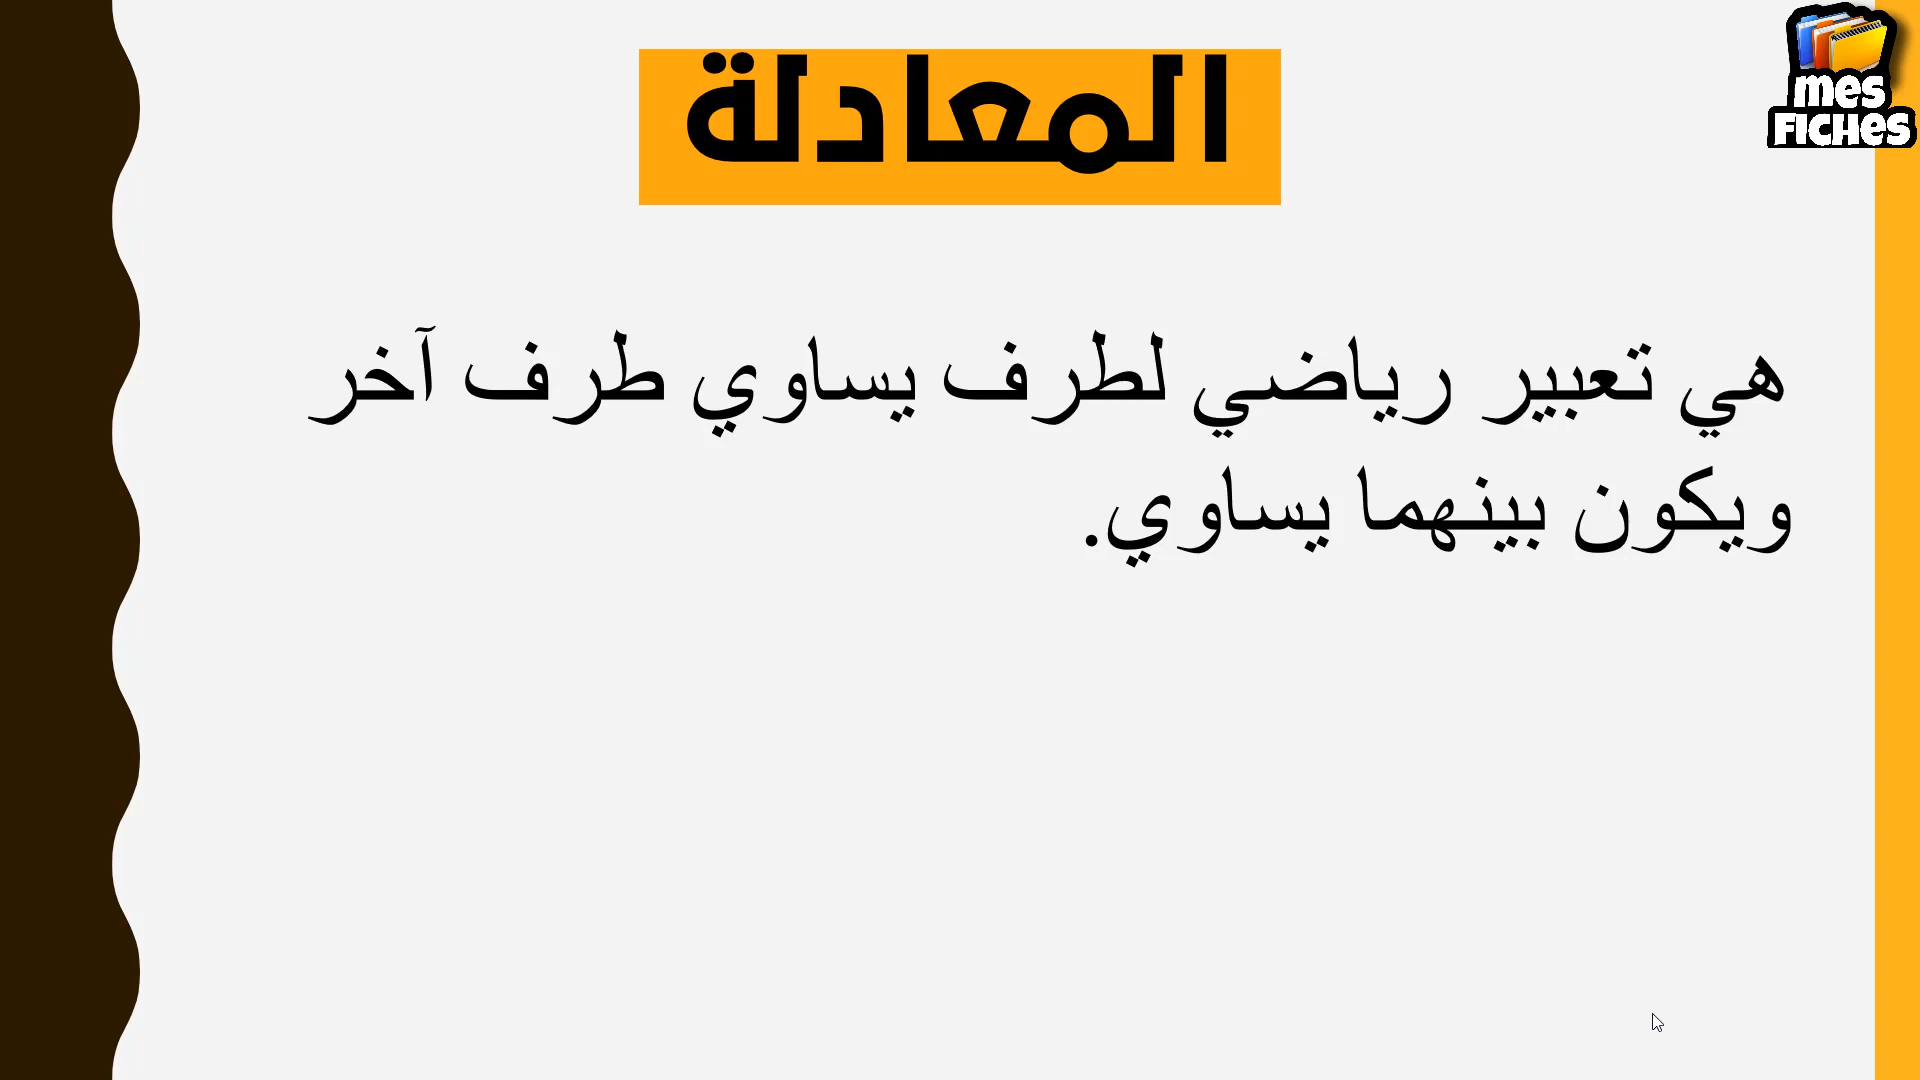 mes
FICHES
المعادلة
هي تعبير رياضي لطرف يساوي طرف آخر
ويكون بينهما يساوي.